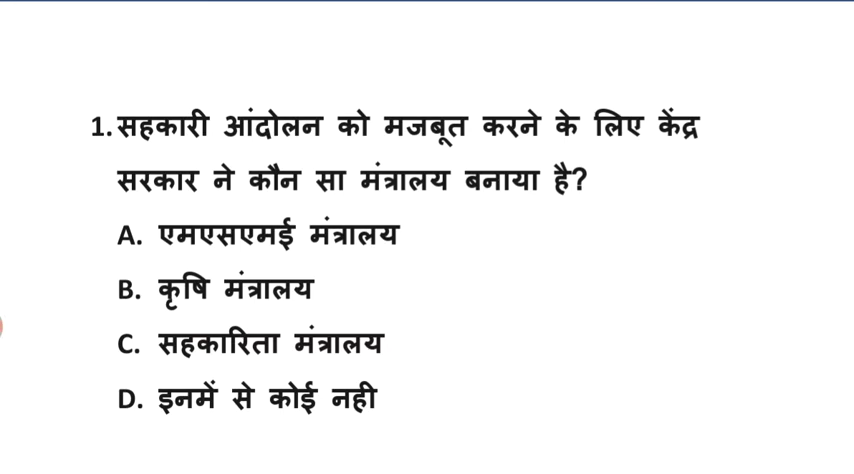 1. सहकारी आंदोलन को मजबूत करने के लिए केंद्र
सरकार ने कौन सा मंत्रालय बनाया है?
A. एमएसएमई मंत्रालय
B. कृषि मंत्रालय
C. सहकारिता मंत्रालय
D. इनमें से कोई नही